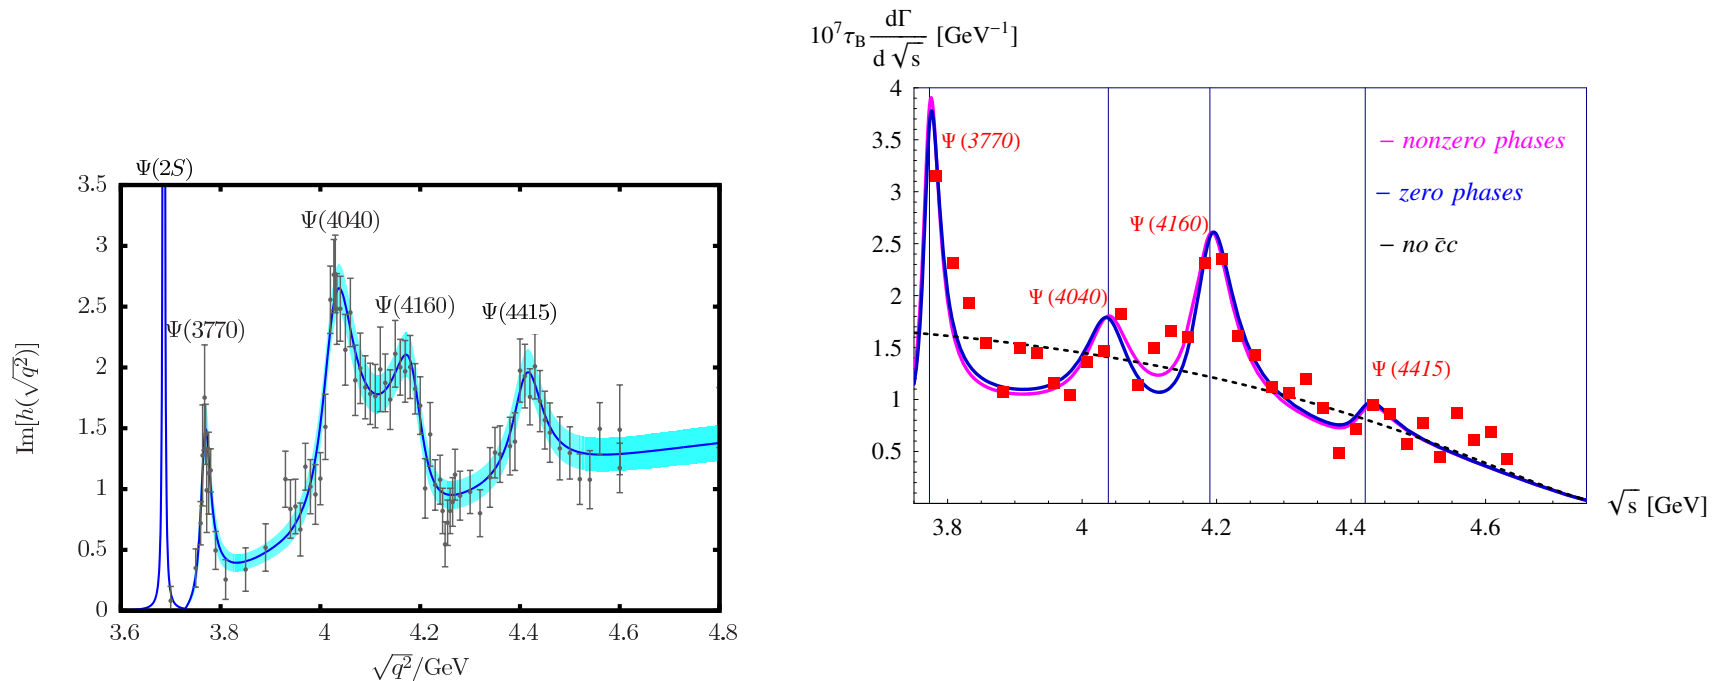 Ψ(2S)
3.5
3
2.5
2
1.5
1
0.5
0
Im[h(√q²)]
Ψ(3770)
Ψ(4040)
Ψ(4160)
Ψ(4415)
3.6 3.8 4 4.2 4.4 4.6 4.8
√q²/GeV
10⁷τ_B dΓ/d√s [GeV⁻¹]
4
3.5
3
2.5
2
1.5
1
0.5
Ψ (3770)
Ψ (4040)
Ψ (4160)
Ψ (4415)
– nonzero phases
– zero phases
– no c̄c
3.8 4 4.2 4.4 4.6
√s [GeV]